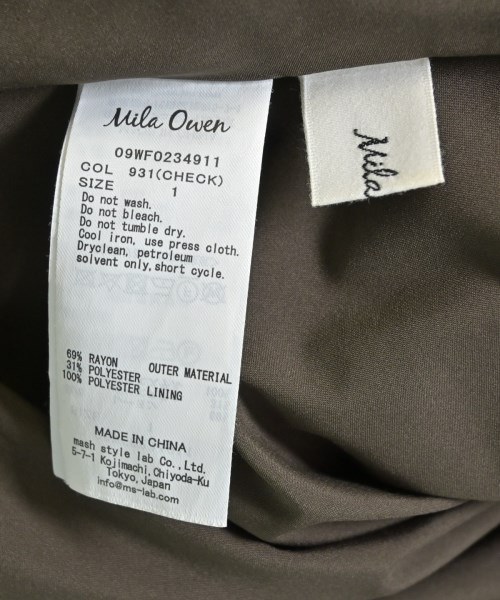 Mila Owen
09WF0234911
COL 931(CHECK)
SIZE 1
Do not wash.
Do not bleach.
Do not tumble dry.
Cool iron, use press cloth.
Dryclean, petroleum
solvent only,short cycle.
69% RAYON OUTER MATERIAL
31% POLYESTER
100% POLYESTER LINING
MADE IN CHINA
mash style lab Co.,Ltd.
5-7-1 Kojimachi,Chiyoda-Ku
Tokyo,Japan
info@ms-lab.com
Mila